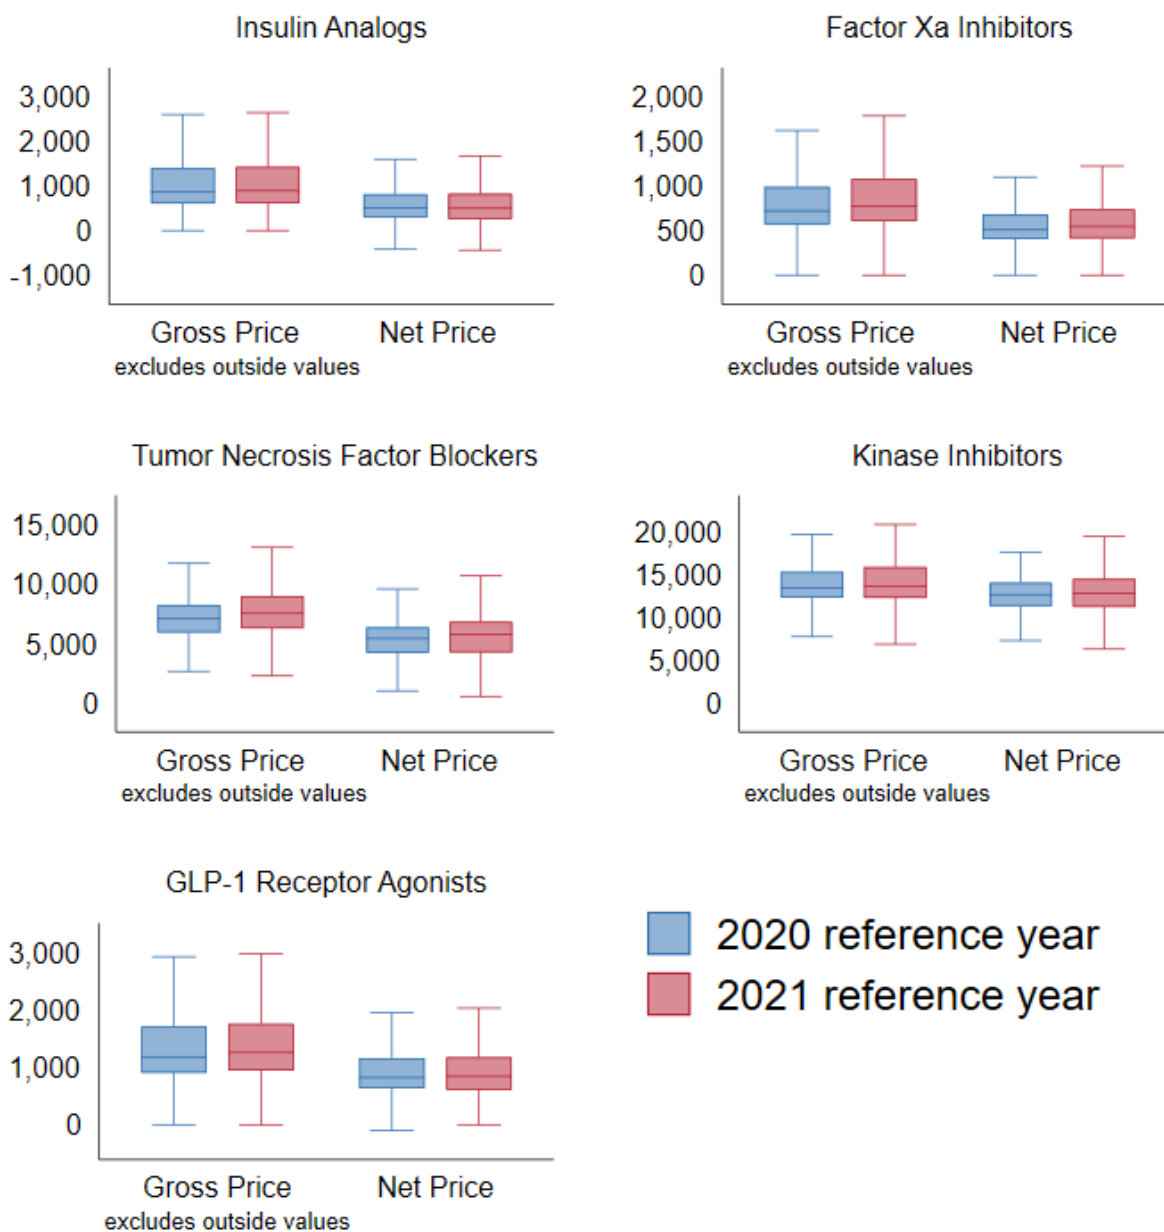 Insulin Analogs
3,000
2,000
1,000
0
-1,000
Gross Price Net Price
excludes outside values
Factor Xa Inhibitors
2,000
1,500
1,000
500
0
Gross Price Net Price
excludes outside values
Tumor Necrosis Factor Blockers
15,000
10,000
5,000
0
Gross Price Net Price
excludes outside values
Kinase Inhibitors
20,000
15,000
10,000
5,000
0
Gross Price Net Price
excludes outside values
GLP-1 Receptor Agonists
3,000
2,000
1,000
0
Gross Price Net Price
excludes outside values
2020 reference year
2021 reference year